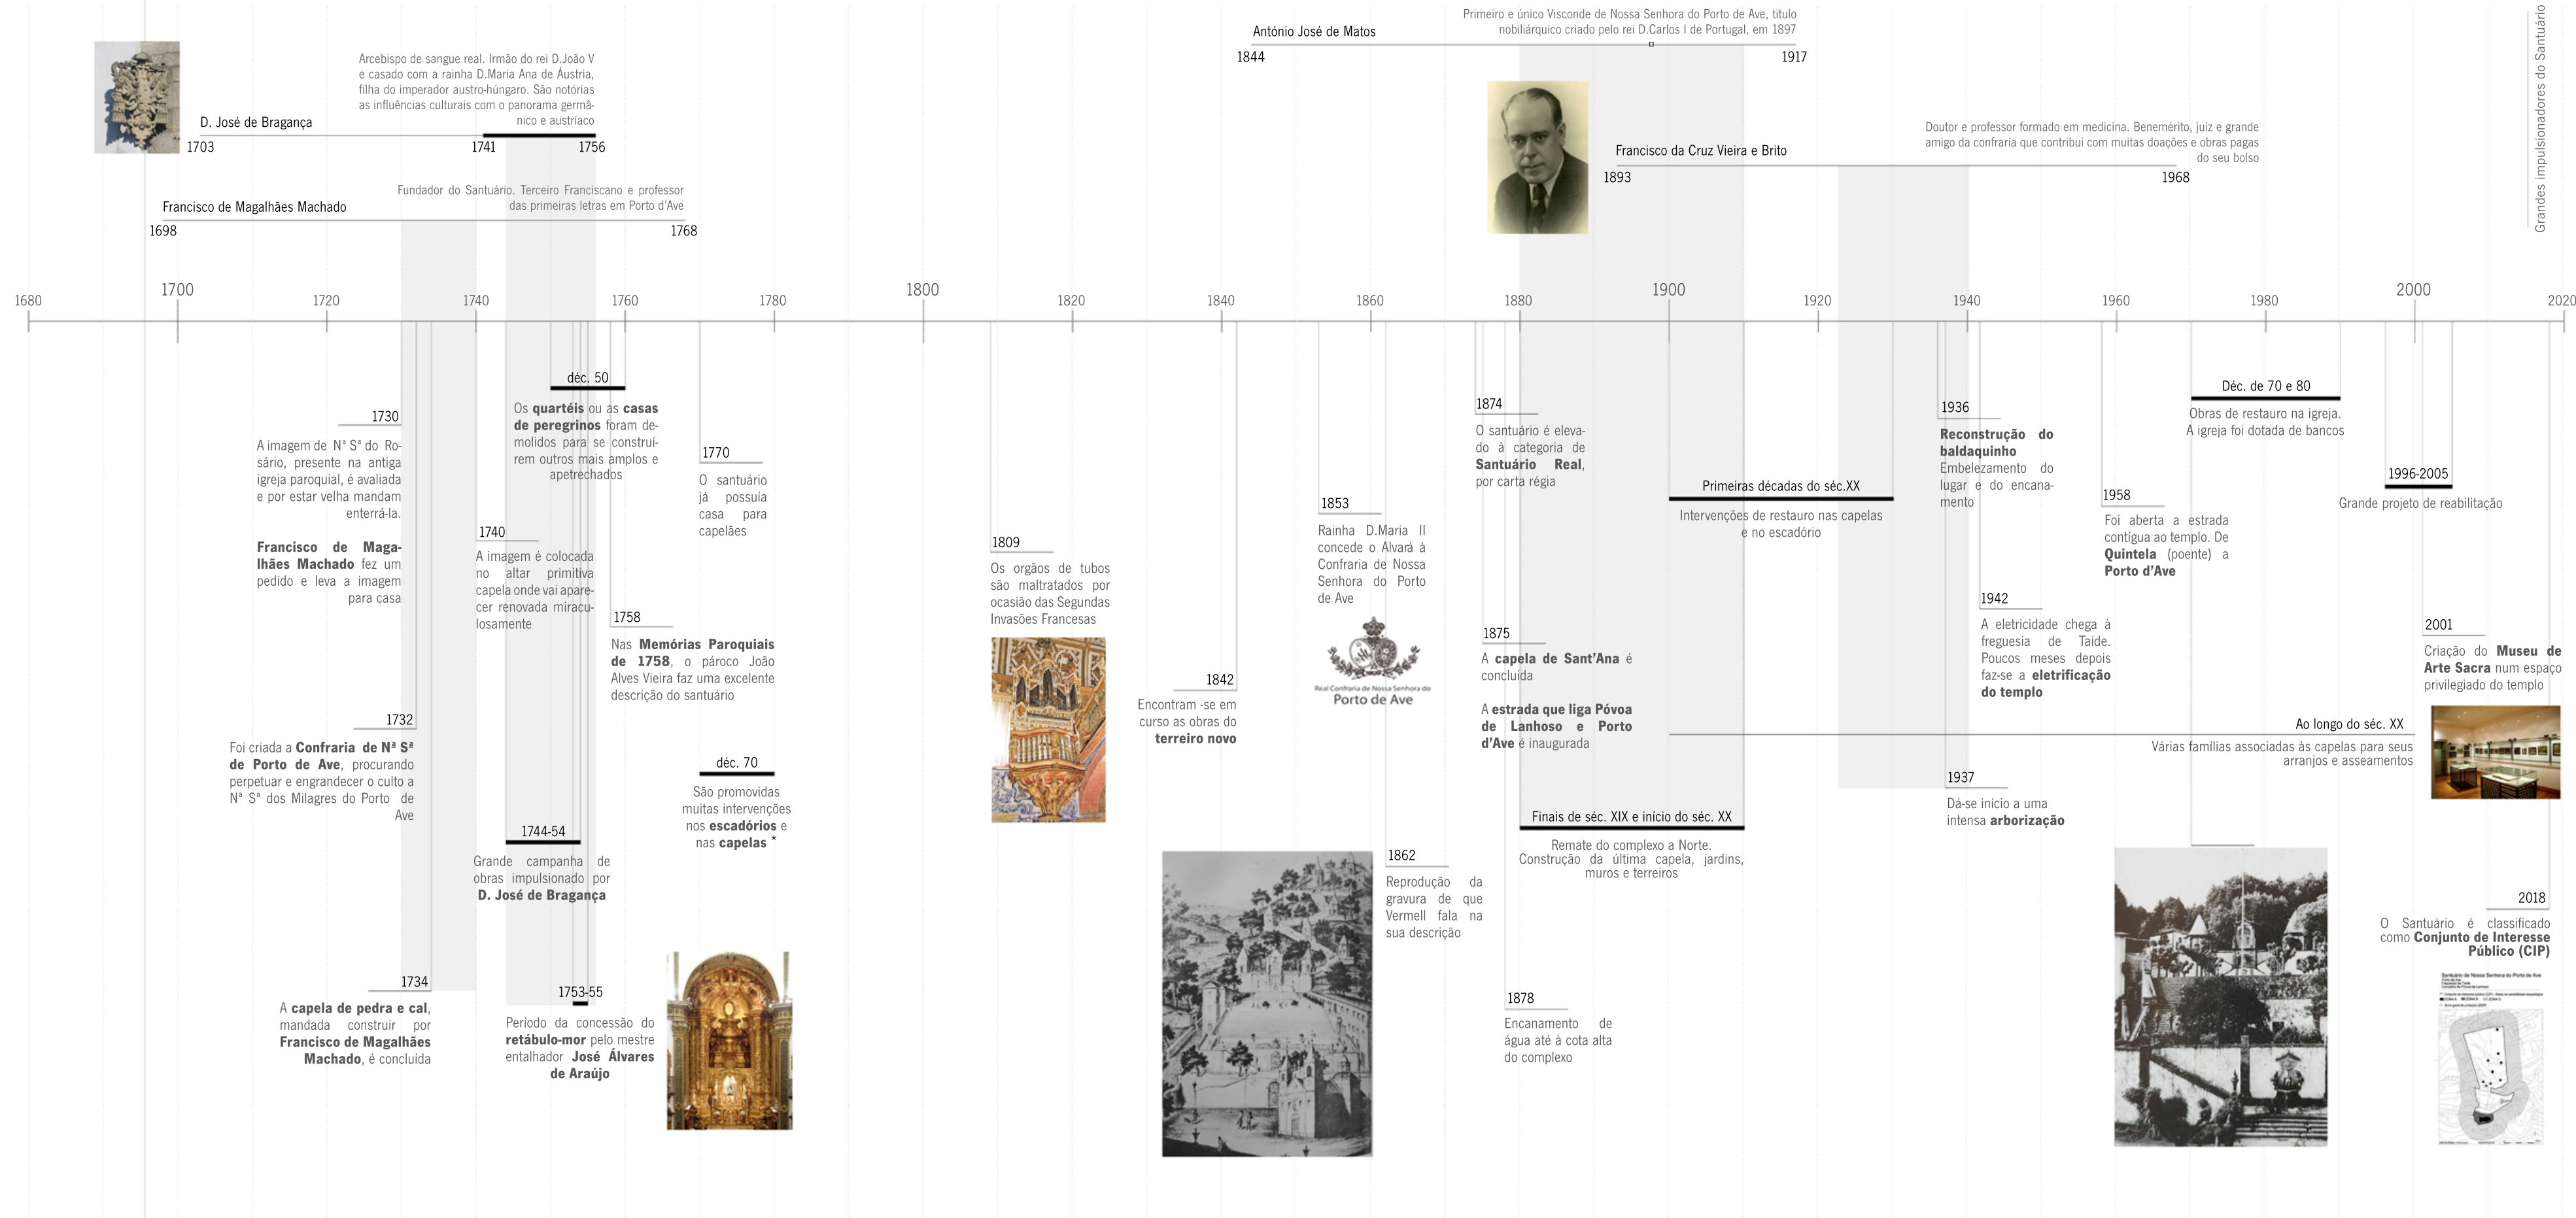 Grandes impulsionadores do Santuário
António José de Matos
Primeiro e único Visconde de Nossa Senhora do Porto de Ave, título
nobiliárquico criado pelo rei D.Carlos I de Portugal, em 1897
1844
1917
Arcebispo de sangue real. Irmão do rei D.João V
e casado com a rainha D.Maria Ana de Áustria,
filha do imperador austro-húngaro. São notórias
as influências culturais com o panorama germâ-
nico e austríaco
D. José de Bragança
1703
1741
1756
Doutor e professor formado em medicina. Benemérito, juiz e grande
amigo da confraria que contribui com muitas doações e obras pagas
do seu bolso
Francisco da Cruz Vieira e Brito
1893
1968
Fundador do Santuário. Terceiro Franciscano e professor
das primeiras letras em Porto d'Ave
Francisco de Magalhães Machado
1698
1768
1680
1700
1720
1740
1760
1780
1800
1820
1840
1860
1880
1900
1920
1940
1960
1980
2000
2020
1730
A imagem de Nª Sª do Ro-
sário, presente na antiga
igreja paroquial, é avaliada
e por estar velha mandam
enterrá-la.
Francisco de Maga-
lhães Machado fez um
pedido e leva a imagem
para casa
1732
Foi criada a Confraria de Nª Sª
de Porto de Ave, procurando
perpetuar e engrandecer o culto a
Nª Sª dos Milagres do Porto de
Ave
1734
A capela de pedra e cal,
mandada construir por
Francisco de Magalhães
Machado, é concluída
déc. 50
Os quartéis ou as casas
de peregrinos foram de-
molidos para se construí-
rem outros mais amplos e
apetrechados
1740
A imagem é colocada
no altar primitiva
capela onde vai apare-
cer renovada miracu-
losamente
1744-54
Grande campanha de
obras impulsionado por
D. José de Bragança
1753-55
Período da concessão do
retábulo-mor pelo mestre
entalhador José Álvares
de Araújo
1770
O santuário
já possuía
casa para
capelães
1758
Nas Memórias Paroquiais
de 1758, o pároco João
Alves Vieira faz uma excelente
descrição do santuário
déc. 70
São promovidas
muitas intervenções
nos escadórios e
nas capelas *
1809
Os orgãos de tubos
são maltratados por
ocasião das Segundas
Invasões Francesas
1842
Encontram -se em
curso as obras do
terreiro novo
1853
Rainha D.Maria II
concede o Alvará à
Confraria de Nossa
Senhora do Porto
de Ave
Real Confraria de Nossa Senhora do
Porto de Ave
1862
Reprodução da
gravura de que
Vermell fala na
sua descrição
1874
O santuário é eleva-
do à categoria de
Santuário Real,
por carta régia
1875
A capela de Sant'Ana é
concluída
A estrada que liga Póvoa
de Lanhoso e Porto
d'Ave é inaugurada
1878
Encanamento de
água até à cota alta
do complexo
Primeiras décadas do séc.XX
Intervenções de restauro nas capelas
e no escadório
Finais de séc. XIX e início do séc. XX
Remate do complexo a Norte.
Construção da última capela, jardins,
muros e terreiros
1936
Reconstrução do
baldaquinho
Embelezamento do
lugar e do encana-
mento
1942
A eletricidade chega à
freguesia de Taíde.
Poucos meses depois
faz-se a eletrificação
do templo
1937
Dá-se início a uma
intensa arborização
1958
Foi aberta a estrada
contígua ao templo. De
Quintela (poente) a
Porto d'Ave
Déc. de 70 e 80
Obras de restauro na igreja.
A igreja foi dotada de bancos
1996-2005
Grande projeto de reabilitação
2001
Criação do Museu de
Arte Sacra num espaço
privilegiado do templo
Ao longo do séc. XX
Várias famílias associadas às capelas para seus
arranjos e asseamentos
2018
O Santuário é classificado
como Conjunto de Interesse
Público (CIP)
Santuário de Nossa Senhora do Porto de Ave